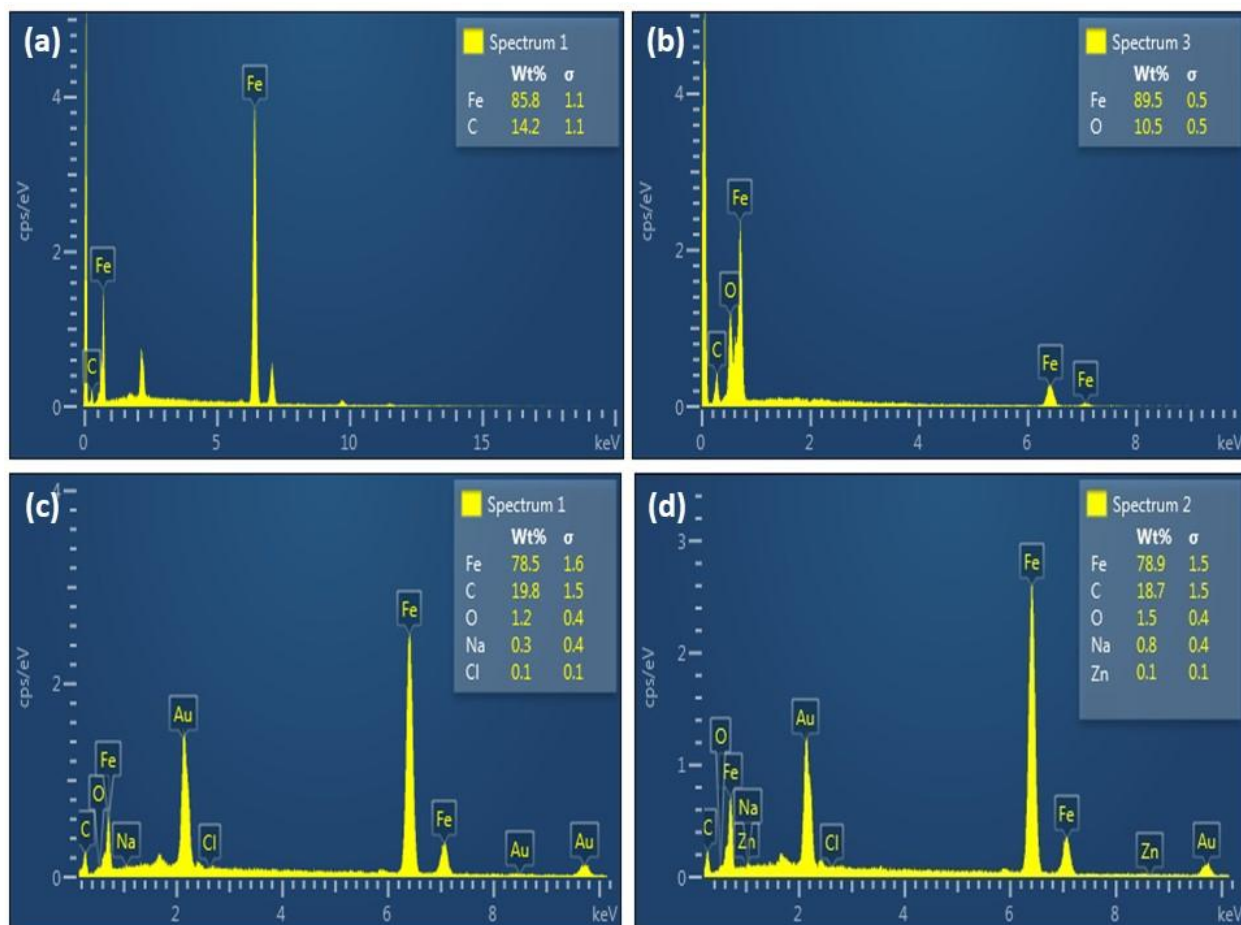 (a)
Spectrum 1
Wt% σ
Fe 85.8 1.1
C 14.2 1.1
Fe
Fe
C
4
2
0
cps/eV
0 5 10 15 keV
(b)
Spectrum 3
Wt% σ
Fe 89.5 0.5
O 10.5 0.5
Fe
O
C
Fe
Fe
4
2
0
cps/eV
0 2 4 6 8 keV
(c)
Spectrum 1
Wt% σ
Fe 78.5 1.6
C 19.8 1.5
O 1.2 0.4
Na 0.3 0.4
Cl 0.1 0.1
Fe
Au
Fe
O
C
Na
Cl
Fe
Au
Au
4
2
0
cps/eV
2 4 6 8 keV
(d)
Spectrum 2
Wt% σ
Fe 78.9 1.5
C 18.7 1.5
O 1.5 0.4
Na 0.8 0.4
Zn 0.1 0.1
Fe
Au
O
Fe
Na
C
Zn
Cl
Fe
Zn
Au
3
2
1
0
cps/eV
2 4 6 8 keV